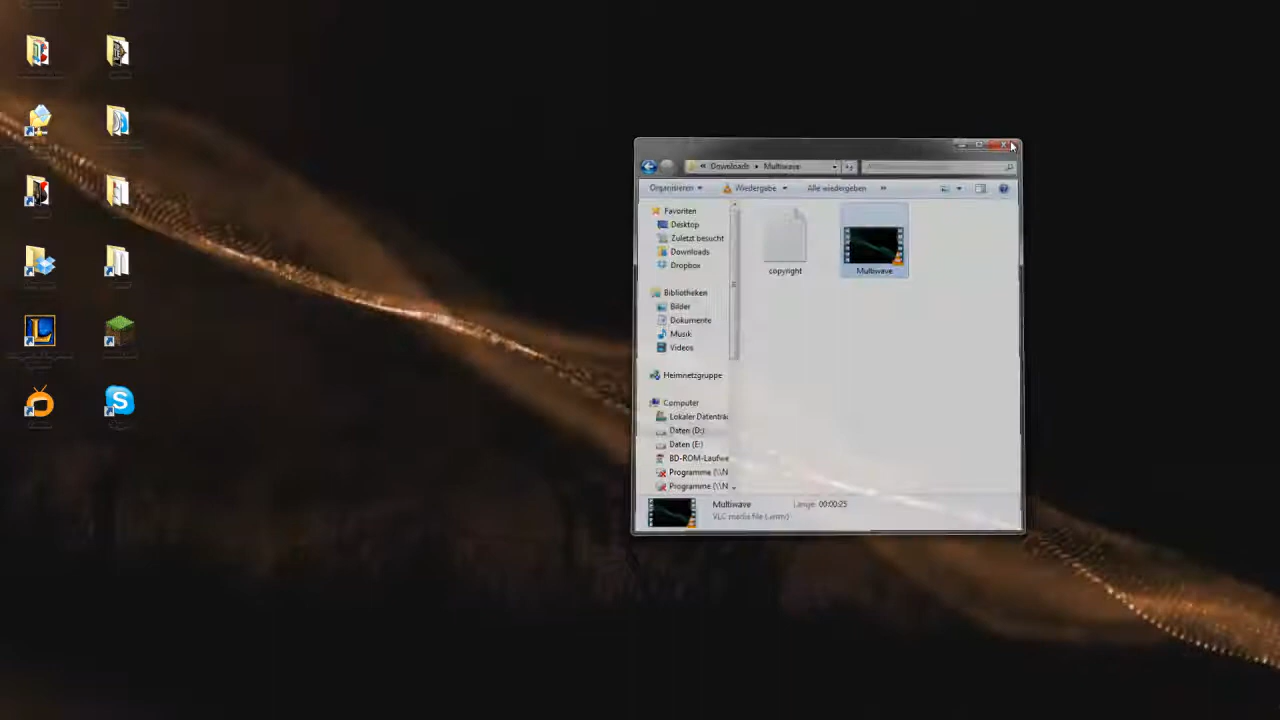 « Downloads ▸ Multiwave
Organisieren Wiedergabe Alle wiedergeben »
Favoriten
Desktop
Zuletzt besucht
Downloads
Dropbox
Bibliotheken
Bilder
Dokumente
Musik
Videos
Heimnetzgruppe
Computer
Lokaler Datenträ
Daten (D:)
Daten (E:)
BD-ROM-Laufwe
Programme (\\N
Programme (\\N
copyright
Multiwave
Multiwave Länge: 00:00:25
VLC media file (.wmv)